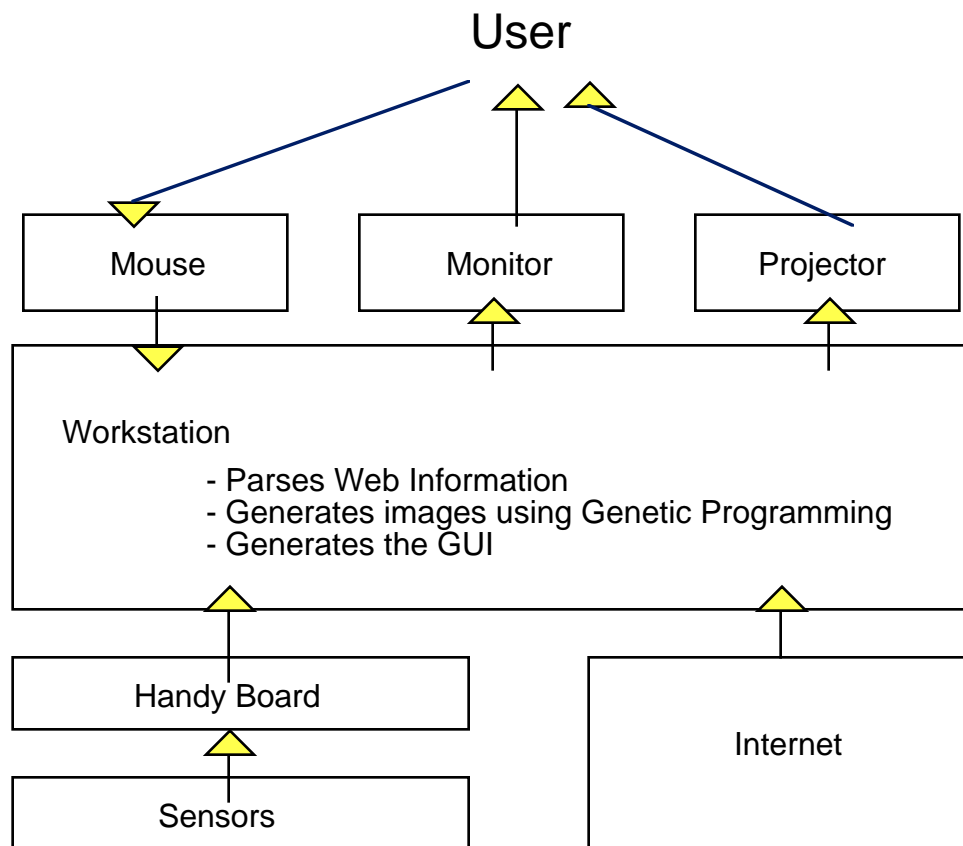 User
Mouse
Monitor
Projector
Workstation
- Parses Web Information
- Generates images using Genetic Programming
- Generates the GUI
Handy Board
Internet
Sensors